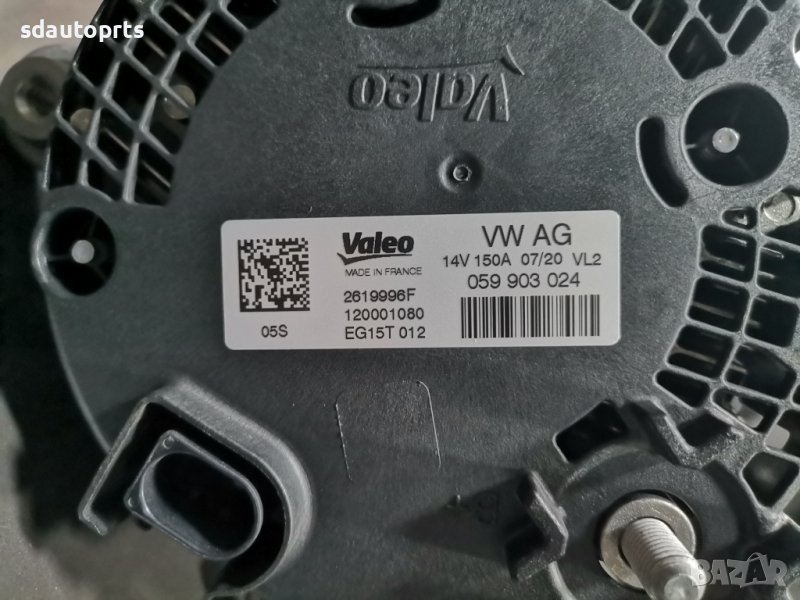 sdautoprts
Valeo
Valeo
MADE IN FRANCE
2619996F
120001080
EG15T 012
05S
VW AG
14V 150A 07/20 VL2
059 903 024
BAZAR